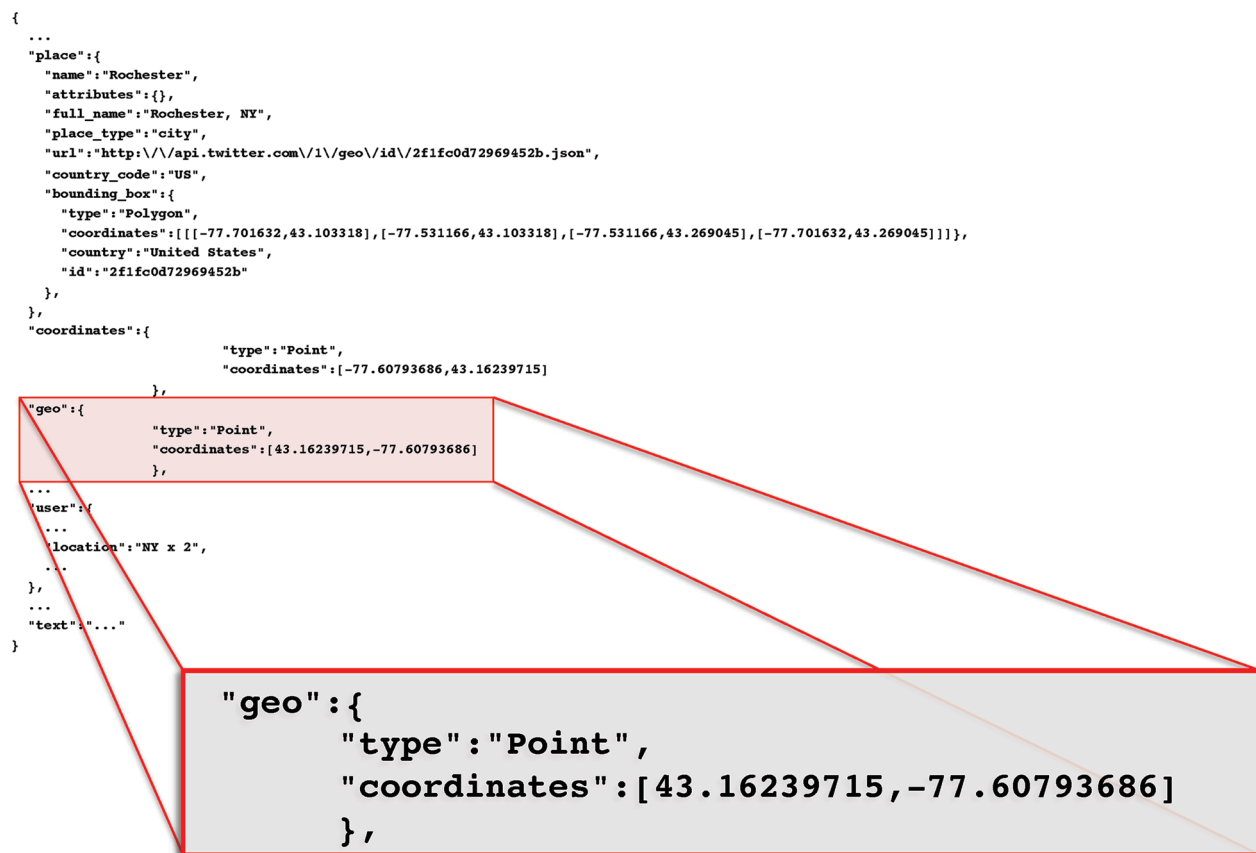 {
...
"place":{
"name":"Rochester",
"attributes":{},
"full_name":"Rochester, NY",
"place_type":"city",
"url":"http:\/\/api.twitter.com\/1\/geo\/id\/2f1fc0d72969452b.json",
"country_code":"US",
"bounding_box":{
"type":"Polygon",
"coordinates":[[[-77.701632,43.103318],[-77.531166,43.103318],[-77.531166,43.269045],[-77.701632,43.269045]]]},
"country":"United States",
"id":"2f1fc0d72969452b"
},
},
"coordinates":{
"type":"Point",
"coordinates":[-77.60793686,43.16239715]
},
"geo":{
"type":"Point",
"coordinates":[43.16239715,-77.60793686]
},
...
"user":{
...
"location":"NY x 2",
...
},
...
"text":"..."
}
"geo":{
"type":"Point",
"coordinates":[43.16239715,-77.60793686]
},